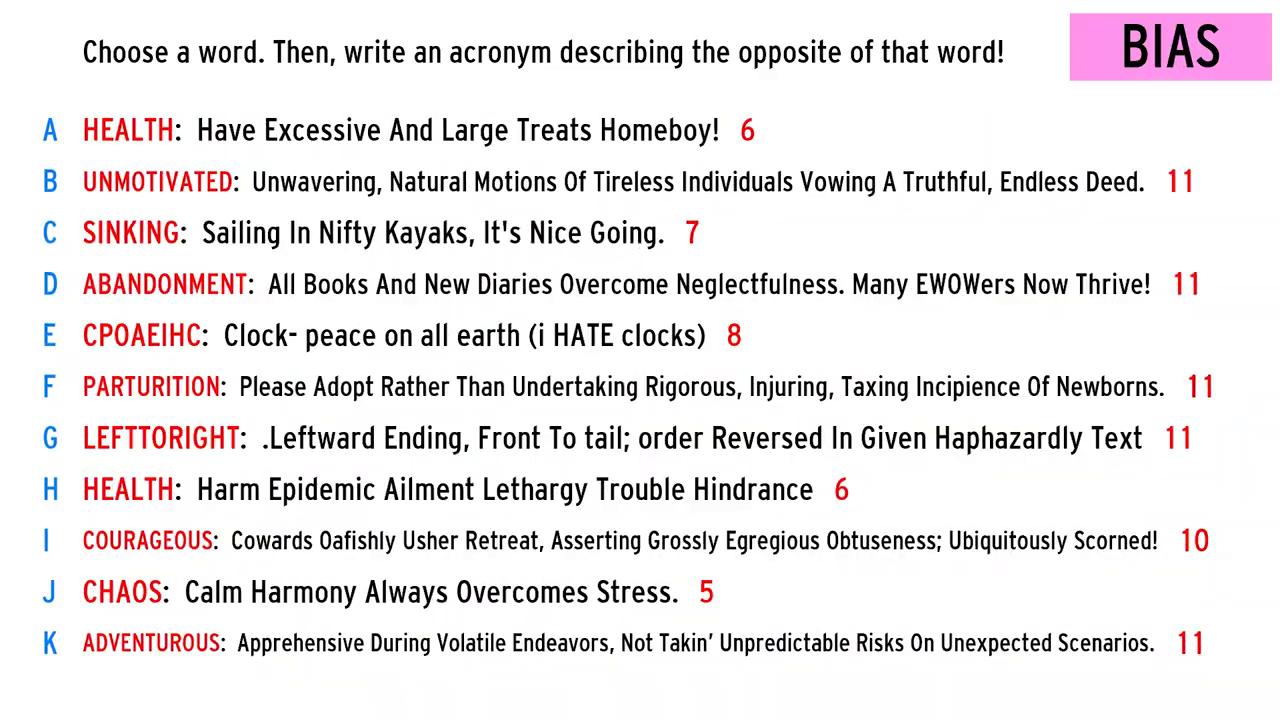 Choose a word. Then, write an acronym describing the opposite of that word!
BIAS
A HEALTH: Have Excessive And Large Treats Homeboy! 6
B UNMOTIVATED: Unwavering, Natural Motions Of Tireless Individuals Vowing A Truthful, Endless Deed. 11
C SINKING: Sailing In Nifty Kayaks, It's Nice Going. 7
D ABANDONMENT: All Books And New Diaries Overcome Neglectfulness. Many EWOWers Now Thrive! 11
E CPOAEIHC: Clock- peace on all earth (i HATE clocks) 8
F PARTURITION: Please Adopt Rather Than Undertaking Rigorous, Injuring, Taxing Incipience Of Newborns. 11
G LEFTTORIGHT: .Leftward Ending, Front To tail; order Reversed In Given Haphazardly Text 11
H HEALTH: Harm Epidemic Ailment Lethargy Trouble Hindrance 6
I COURAGEOUS: Cowards Oafishly Usher Retreat, Asserting Grossly Egregious Obtuseness; Ubiquitously Scorned! 10
J CHAOS: Calm Harmony Always Overcomes Stress. 5
K ADVENTUROUS: Apprehensive During Volatile Endeavors, Not Takin’ Unpredictable Risks On Unexpected Scenarios. 11